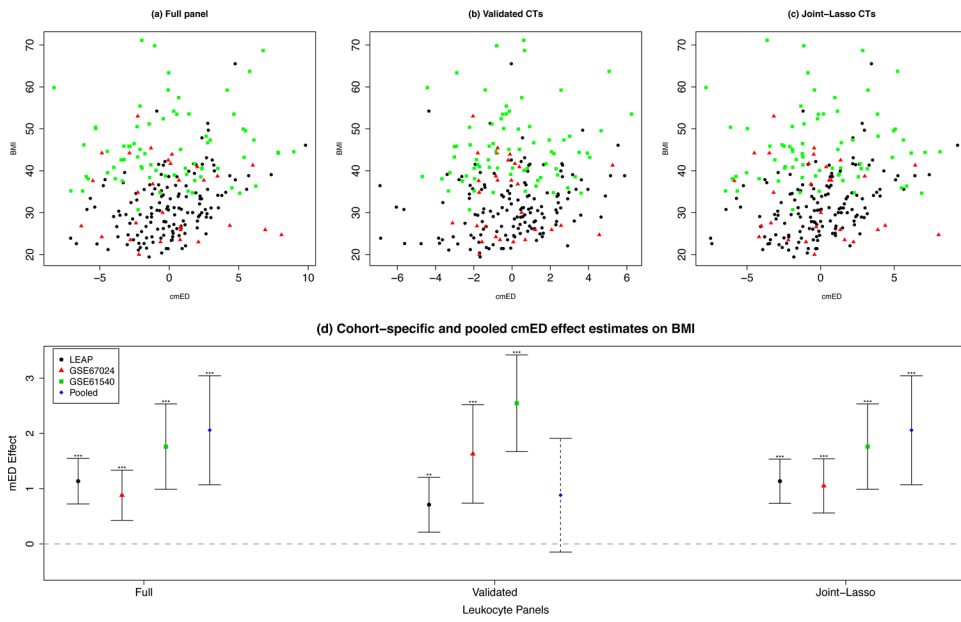 (a) Full panel
(b) Validated CTs
(c) Joint−Lasso CTs
BMI
70
60
50
40
30
20
−5
0
5
10
cmED
BMI
70
60
50
40
30
20
−6
−4
−2
0
2
4
6
cmED
BMI
70
60
50
40
30
20
−5
0
5
cmED
(d) Cohort−specific and pooled cmED effect estimates on BMI
LEAP
GSE67024
GSE61540
Pooled
mED Effect
3
2
1
0
***
***
***
***
**
***
***
***
***
***
***
Full
Validated
Joint−Lasso
Leukocyte Panels